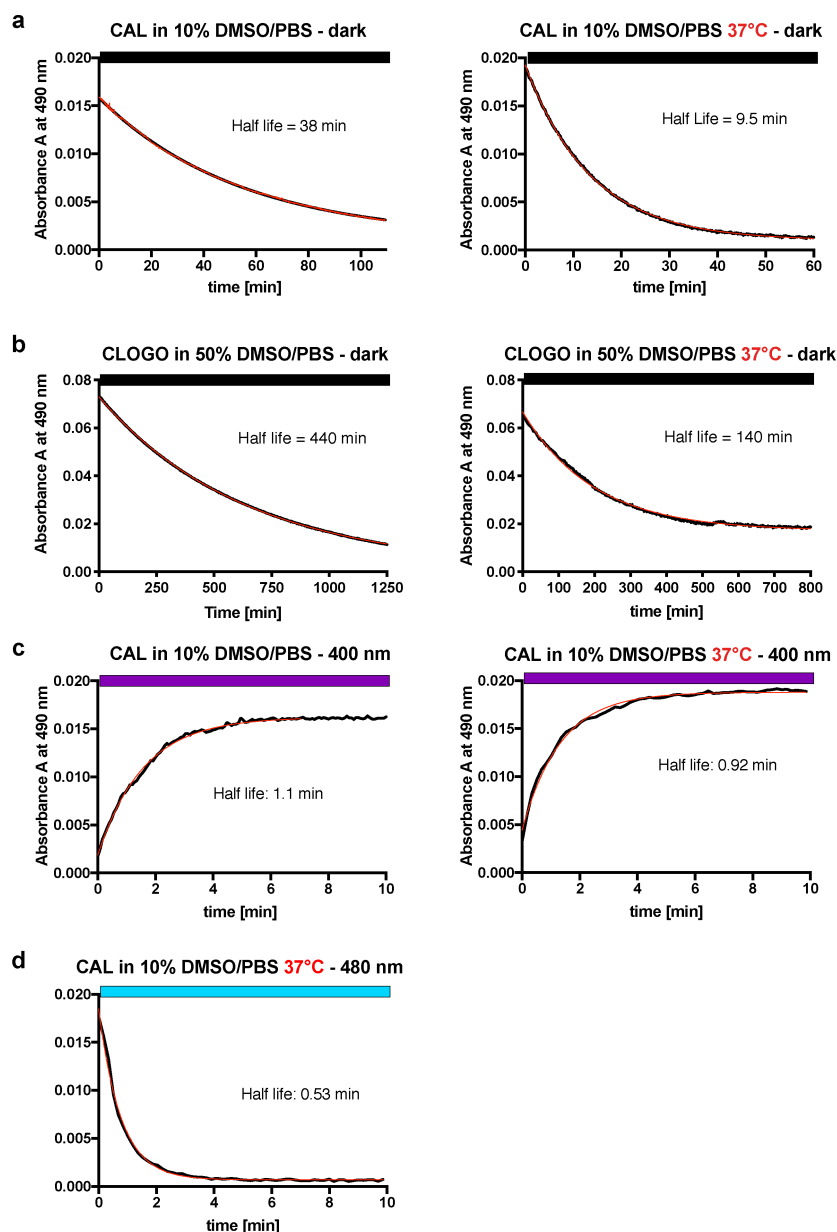 a
CAL in 10% DMSO/PBS - dark
Absorbance A at 490 nm
0.020
0.015
0.010
0.005
0.000
Half life = 38 min
0 20 40 60 80 100
time [min]
CAL in 10% DMSO/PBS 37°C - dark
Absorbance A at 490 nm
0.020
0.015
0.010
0.005
0.000
Half Life = 9.5 min
0 10 20 30 40 50 60
time [min]
b
CLOGO in 50% DMSO/PBS - dark
Absorbance A at 490 nm
0.08
0.06
0.04
0.02
0.00
Half life = 440 min
0 250 500 750 1000 1250
Time [min]
CLOGO in 50% DMSO/PBS 37°C - dark
Absorbance A at 490 nm
0.08
0.06
0.04
0.02
0.00
Half life = 140 min
0 100 200 300 400 500 600 700 800
time [min]
c
CAL in 10% DMSO/PBS - 400 nm
Absorbance A at 490 nm
0.020
0.015
0.010
0.005
0.000
Half life: 1.1 min
0 2 4 6 8 10
time [min]
CAL in 10% DMSO/PBS 37°C - 400 nm
Absorbance A at 490 nm
0.020
0.015
0.010
0.005
0.000
Half life: 0.92 min
0 2 4 6 8 10
time [min]
d
CAL in 10% DMSO/PBS 37°C - 480 nm
Absorbance A at 490 nm
0.020
0.015
0.010
0.005
0.000
Half life: 0.53 min
0 2 4 6 8 10
time [min]